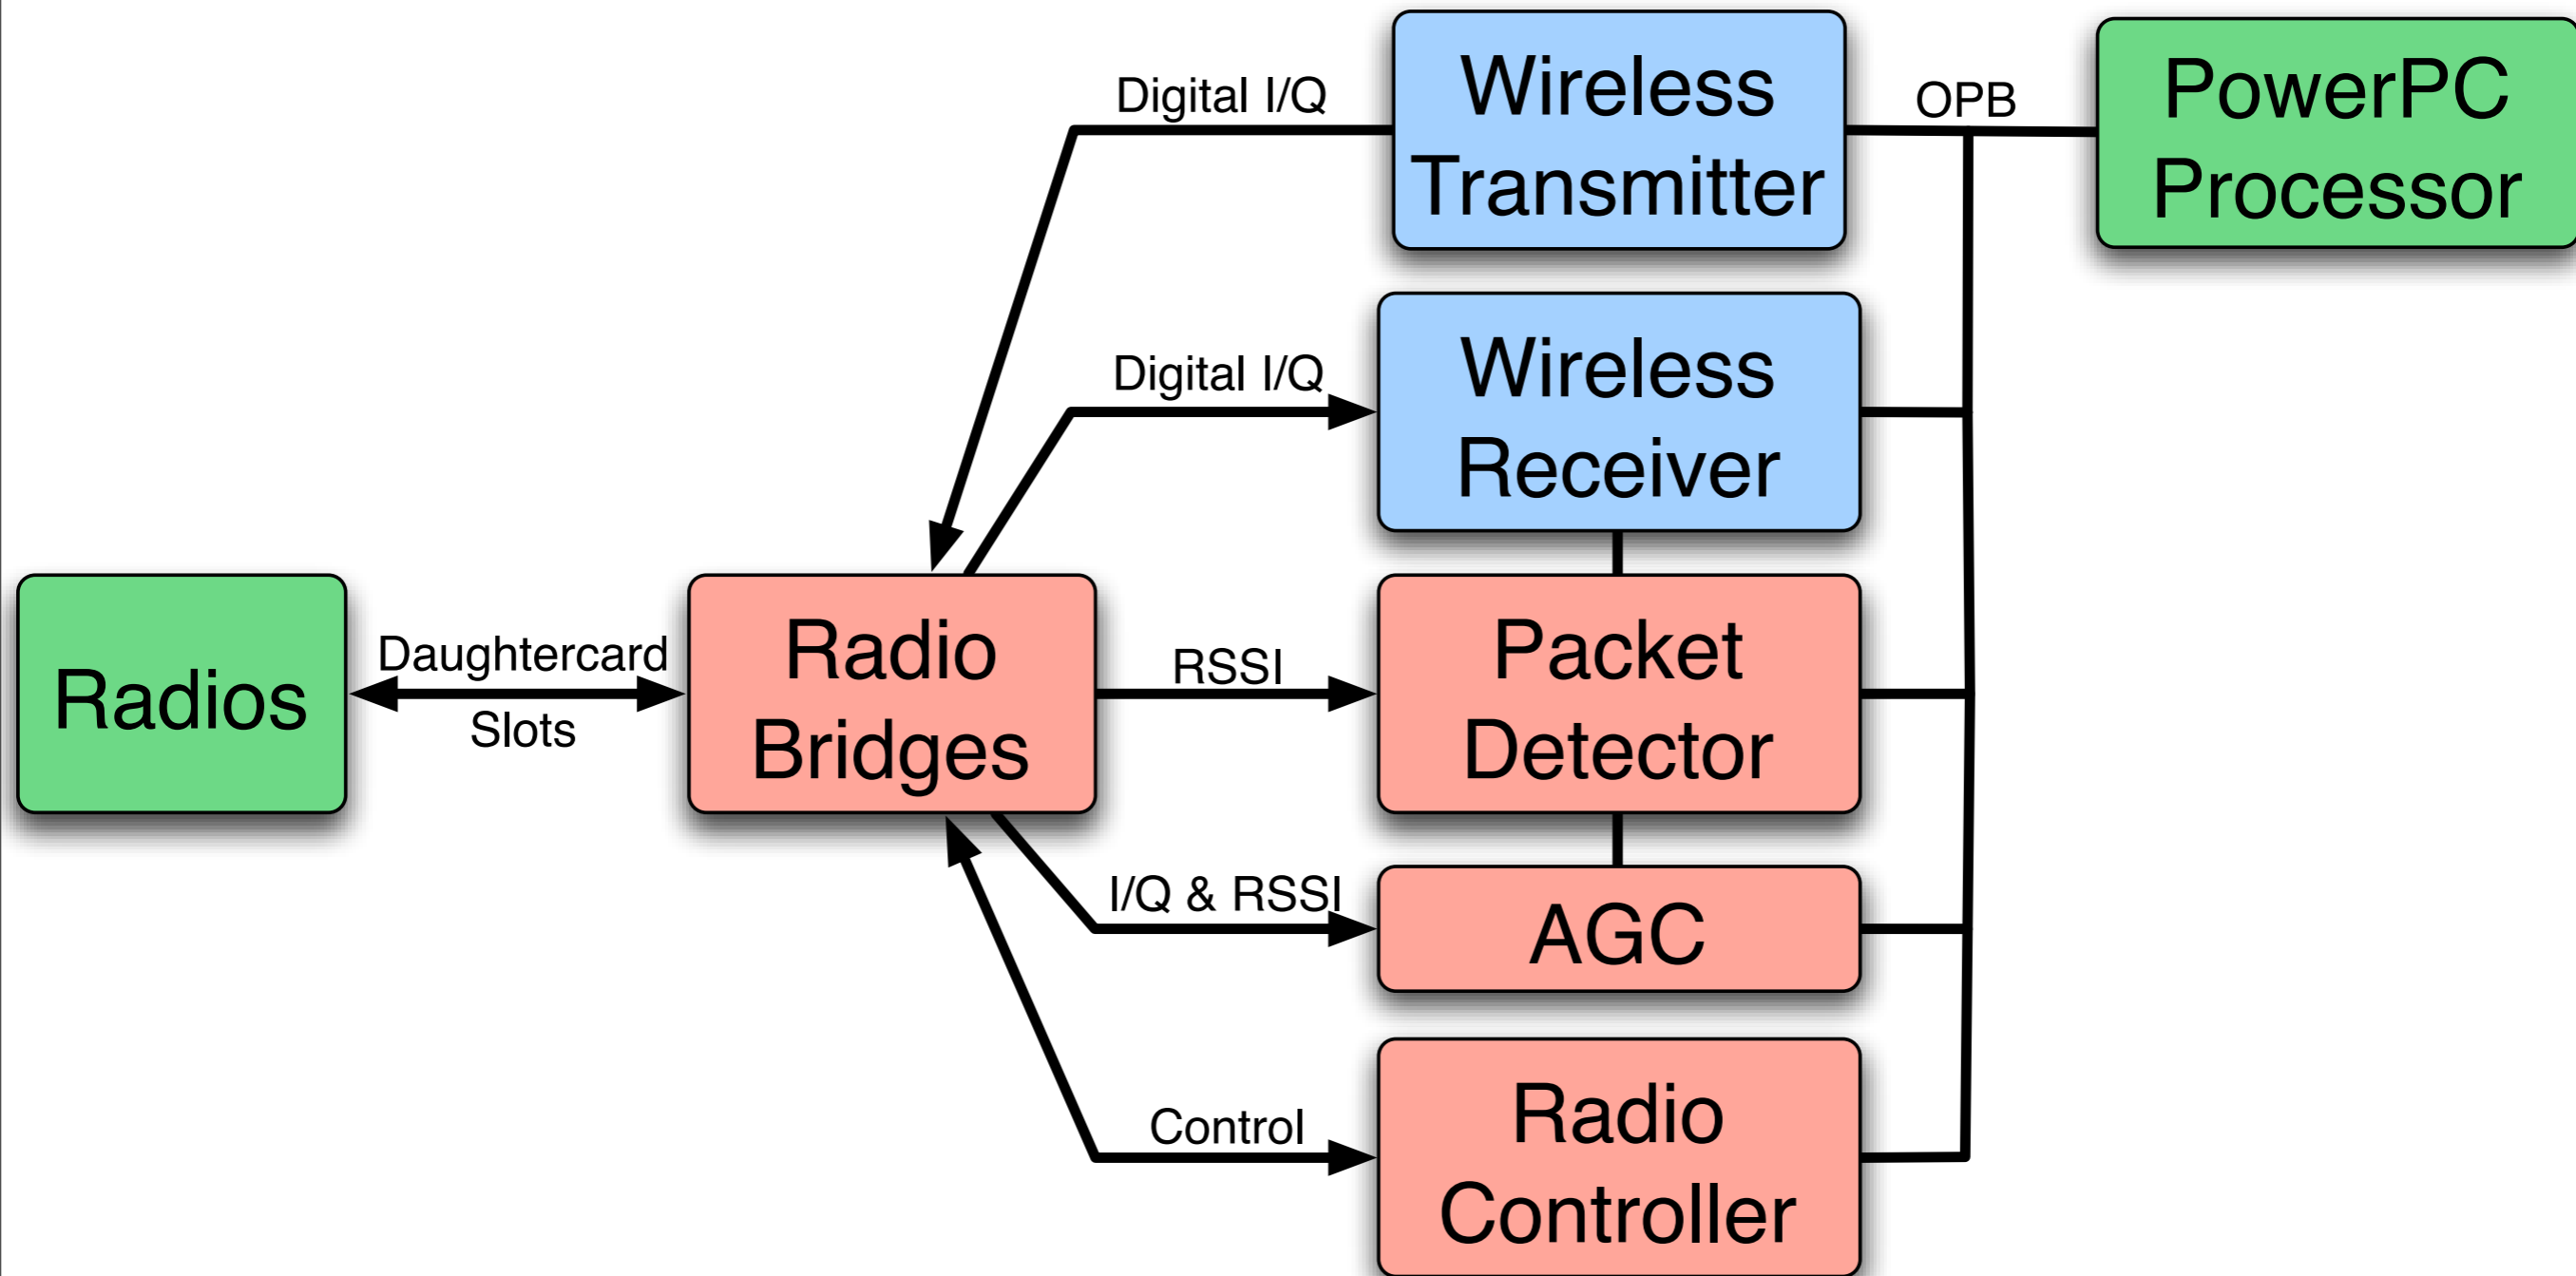 Digital I/Q
Wireless
Transmitter
OPB
PowerPC
Processor
Digital I/Q
Wireless
Receiver
Radios
Daughtercard
Slots
Radio
Bridges
RSSI
Packet
Detector
I/Q & RSSI
AGC
Control
Radio
Controller